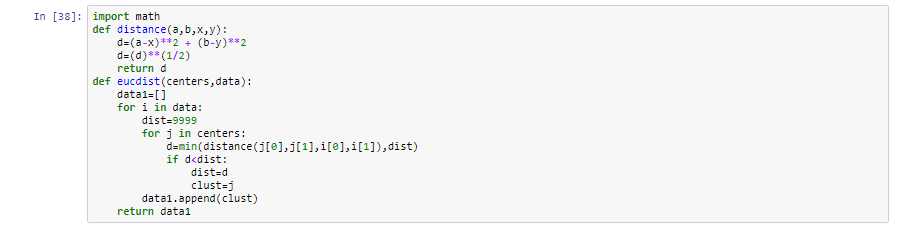 In [38]: import math
def distance(a,b,x,y):
    d=(a-x)**2 + (b-y)**2
    d=(d)**(1/2)
    return d
def eucdist(centers,data):
    data1=[]
    for i in data:
        dist=9999
        for j in centers:
            d=min(distance(j[0],j[1],i[0],i[1]),dist)
            if d<dist:
                dist=d
                clust=j
        data1.append(clust)
    return data1